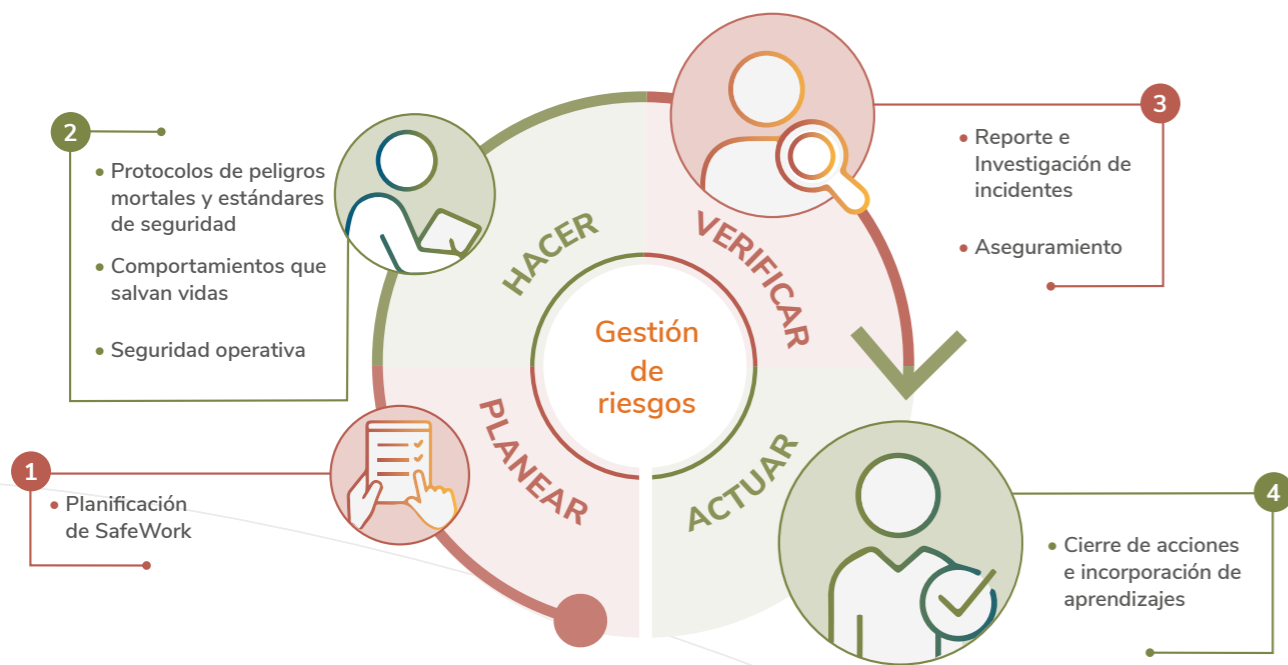 Gestión
de
riesgos
PLANEAR
HACER
VERIFICAR
ACTUAR
1
• Planificación
de SafeWork
2
• Protocolos de peligros
mortales y estándares
de seguridad
• Comportamientos que
salvan vidas
• Seguridad operativa
3
• Reporte e
Investigación de
incidentes
• Aseguramiento
4
• Cierre de acciones
e incorporación de
aprendizajes